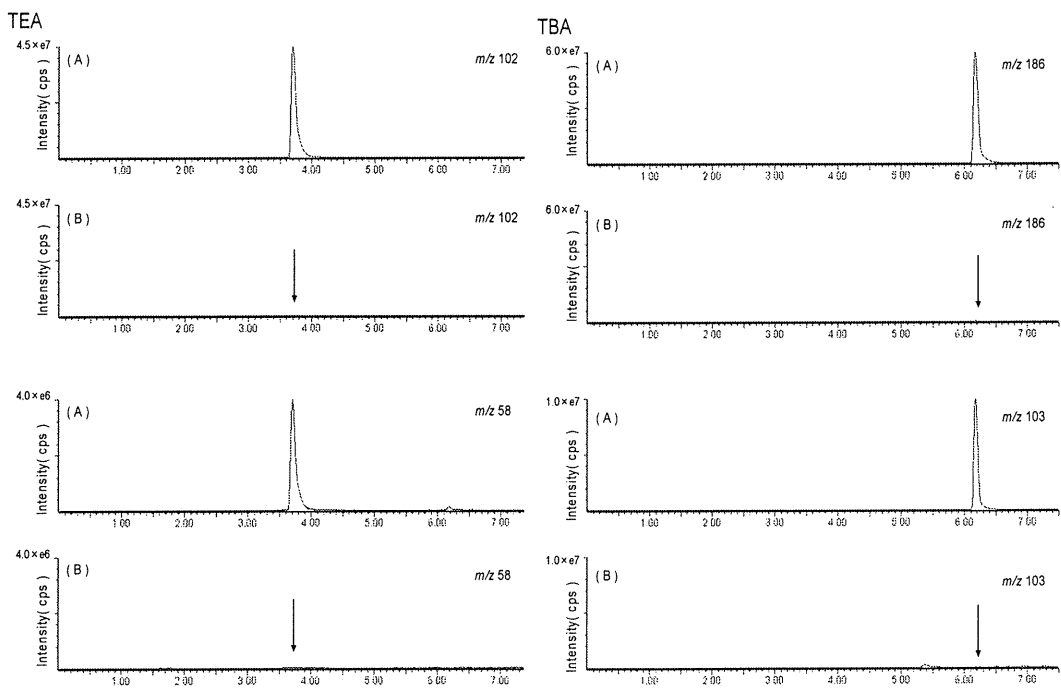 TEA
4.5×e7
(A)
m/z 102
Intensity( cps )
1.00 2.00 3.00 4.00 5.00 6.00 7.00
4.5×e7
(B)
m/z 102
Intensity( cps )
1.00 2.00 3.00 4.00 5.00 6.00 7.00
4.0×e6
(A)
m/z 58
Intensity( cps )
1.00 2.00 3.00 4.00 5.00 6.00 7.00
4.0×e6
(B)
m/z 58
Intensity( cps )
1.00 2.00 3.00 4.00 5.00 6.00 7.00
TBA
6.0×e7
(A)
m/z 186
Intensity( cps )
1.00 2.00 3.00 4.00 5.00 6.00 7.00
6.0×e7
(B)
m/z 186
Intensity( cps )
1.00 2.00 3.00 4.00 5.00 6.00 7.00
1.0×e7
(A)
m/z 103
Intensity( cps )
1.00 2.00 3.00 4.00 5.00 6.00 7.00
1.0×e7
(B)
m/z 103
Intensity( cps )
1.00 2.00 3.00 4.00 5.00 6.00 7.00